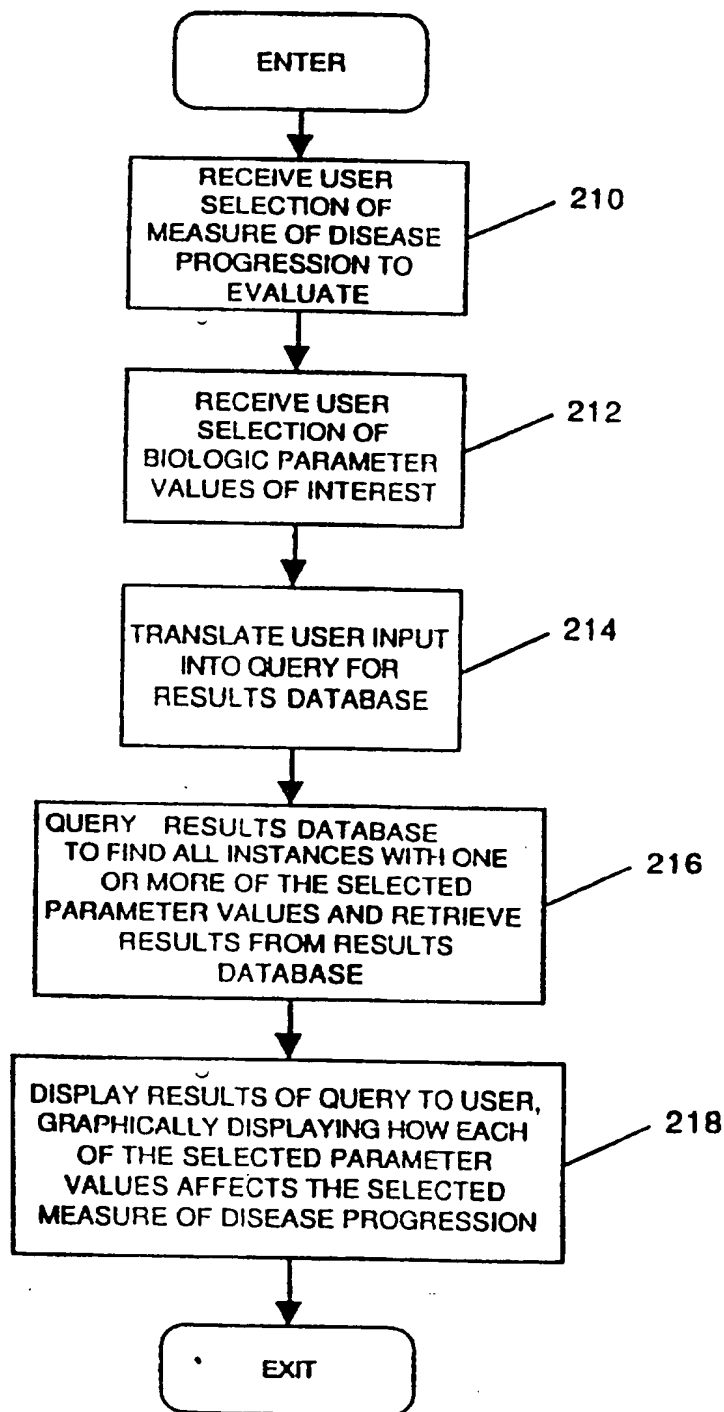 ENTER
RECEIVE USER
SELECTION OF
MEASURE OF DISEASE
PROGRESSION TO
EVALUATE
210
RECEIVE USER
SELECTION OF
BIOLOGIC PARAMETER
VALUES OF INTEREST
212
TRANSLATE USER INPUT
INTO QUERY FOR
RESULTS DATABASE
214
QUERY RESULTS DATABASE
TO FIND ALL INSTANCES WITH ONE
OR MORE OF THE SELECTED
PARAMETER VALUES AND RETRIEVE
RESULTS FROM RESULTS
DATABASE
216
DISPLAY RESULTS OF QUERY TO USER,
GRAPHICALLY DISPLAYING HOW EACH
OF THE SELECTED PARAMETER
VALUES AFFECTS THE SELECTED
MEASURE OF DISEASE PROGRESSION
218
EXIT